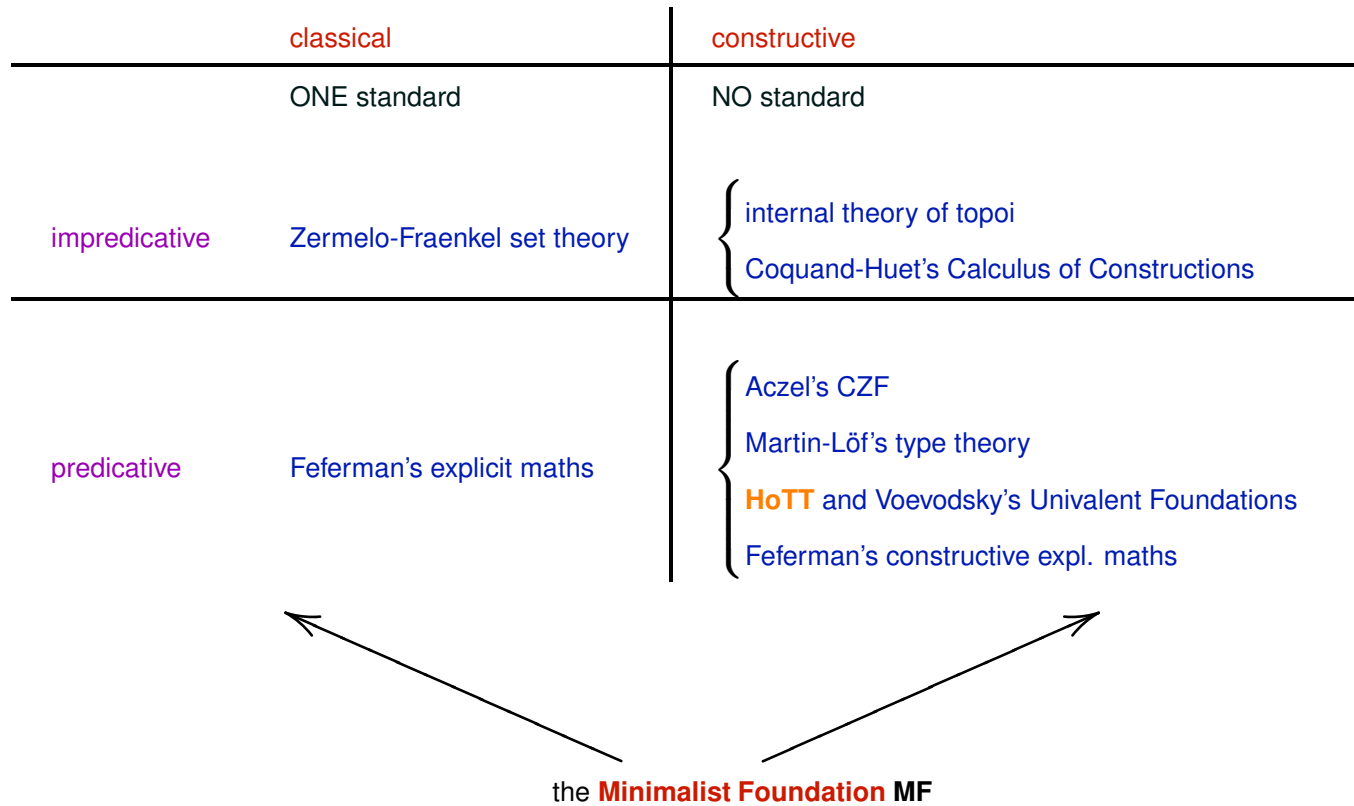 classical constructive
ONE standard NO standard
internal theory of topoi
impredicative Zermelo-Fraenkel set theory
Coquand-Huet's Calculus of Constructions
Aczel's CZF
Martin-Löf's type theory
predicative Feferman's explicit maths
HoTT and Voevodsky's Univalent Foundations
Feferman's constructive expl. maths
the Minimalist Foundation MF